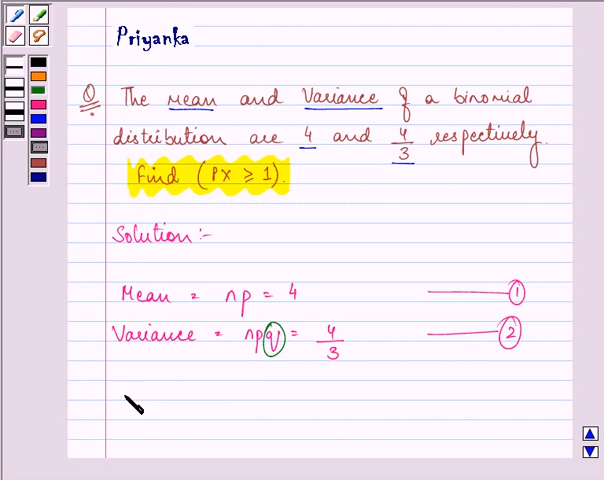 Priyanka
Q The mean and Variance of a binomial
distribution are 4 and 4/3 respectively.
Find (PX ≥ 1).
Solution:-
Mean = np = 4 ——— 1
Variance = npq = 4/3 ——— 2